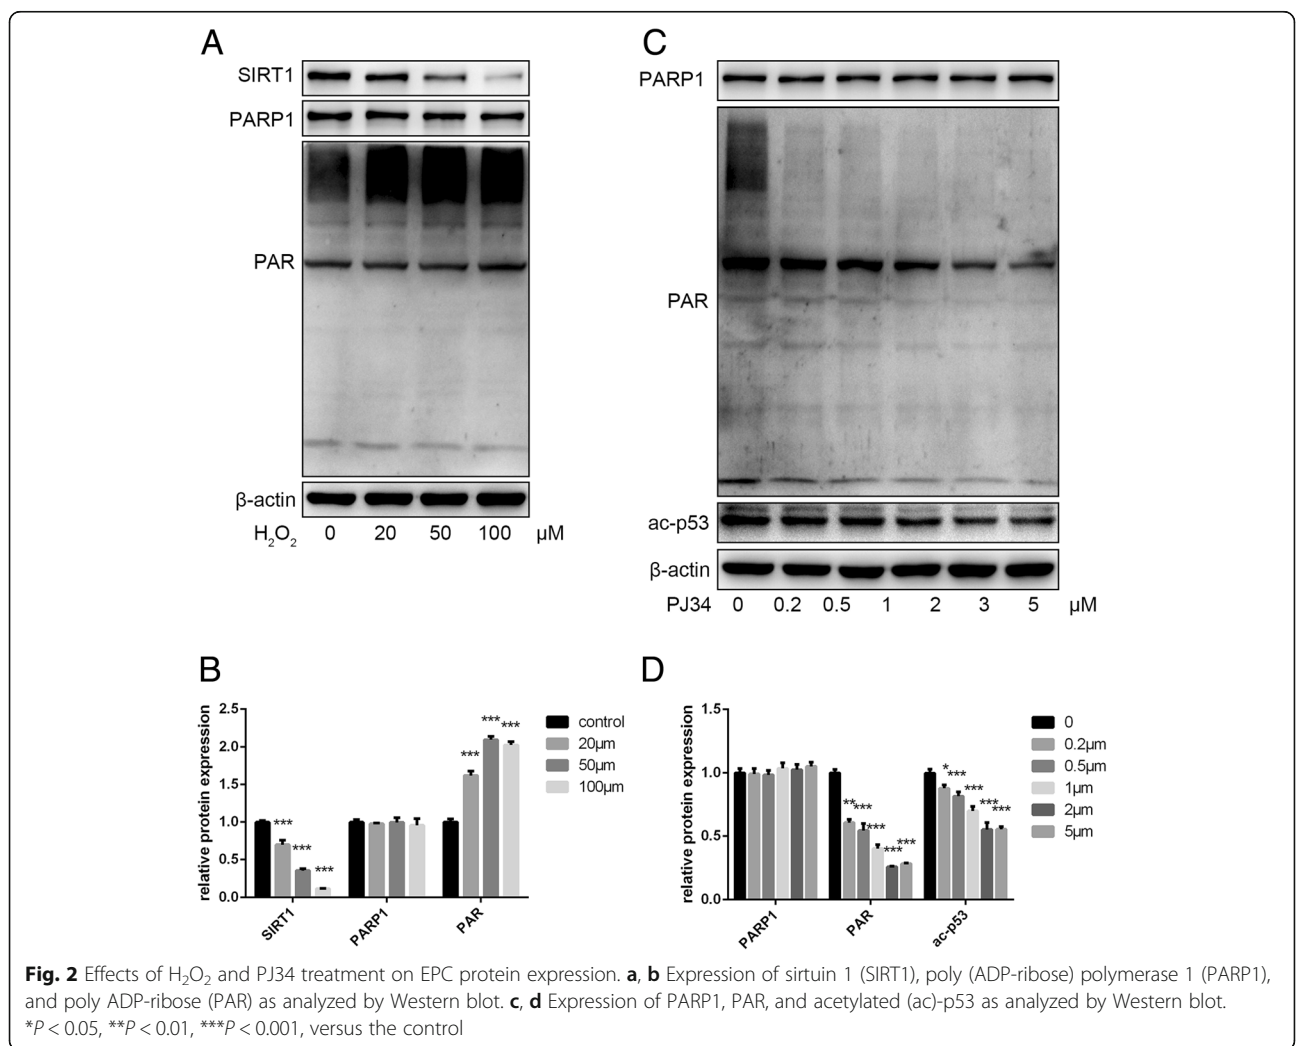 A
SIRT1
PARP1
PAR
β-actin
H₂O₂ 0 20 50 100 μM
C
PARP1
PAR
ac-p53
β-actin
PJ34 0 0.2 0.5 1 2 3 5 μM
B
relative protein expression
2.5
2.0
1.5
1.0
0.5
0.0
*** *** ***
*** *** ***
SIRT1 PARP1 PAR
control
20μm
50μm
100μm
D
relative protein expression
1.5
1.0
0.5
0.0
** *** *** *** ***
* *** *** *** ***
PARP1 PAR ac-p53
0
0.2μm
0.5μm
1μm
2μm
5μm
Fig. 2 Effects of H₂O₂ and PJ34 treatment on EPC protein expression. a, b Expression of sirtuin 1 (SIRT1), poly (ADP-ribose) polymerase 1 (PARP1),
and poly ADP-ribose (PAR) as analyzed by Western blot. c, d Expression of PARP1, PAR, and acetylated (ac)-p53 as analyzed by Western blot.
*P < 0.05, **P < 0.01, ***P < 0.001, versus the control